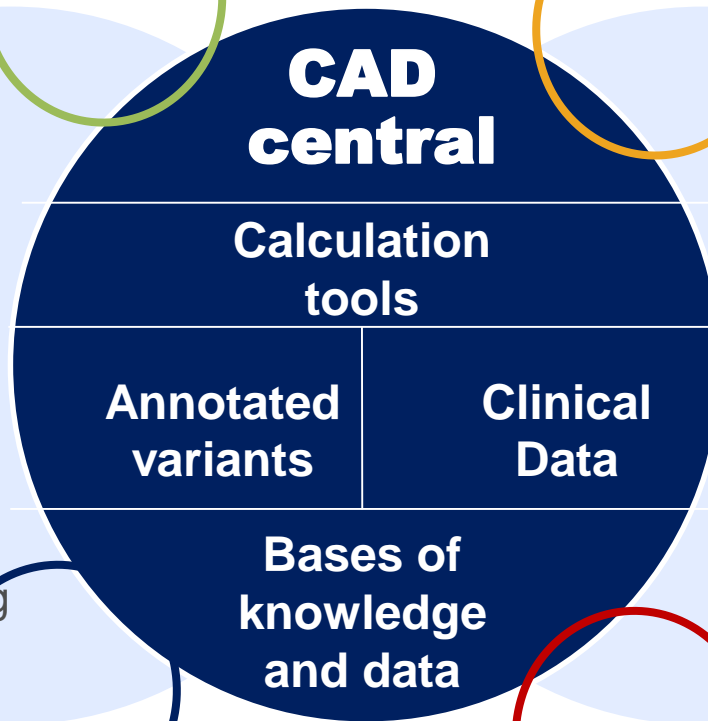 CAD
central
Calculation
tools
Annotated
variants
Clinical
Data
Bases of
knowledge
and data
g